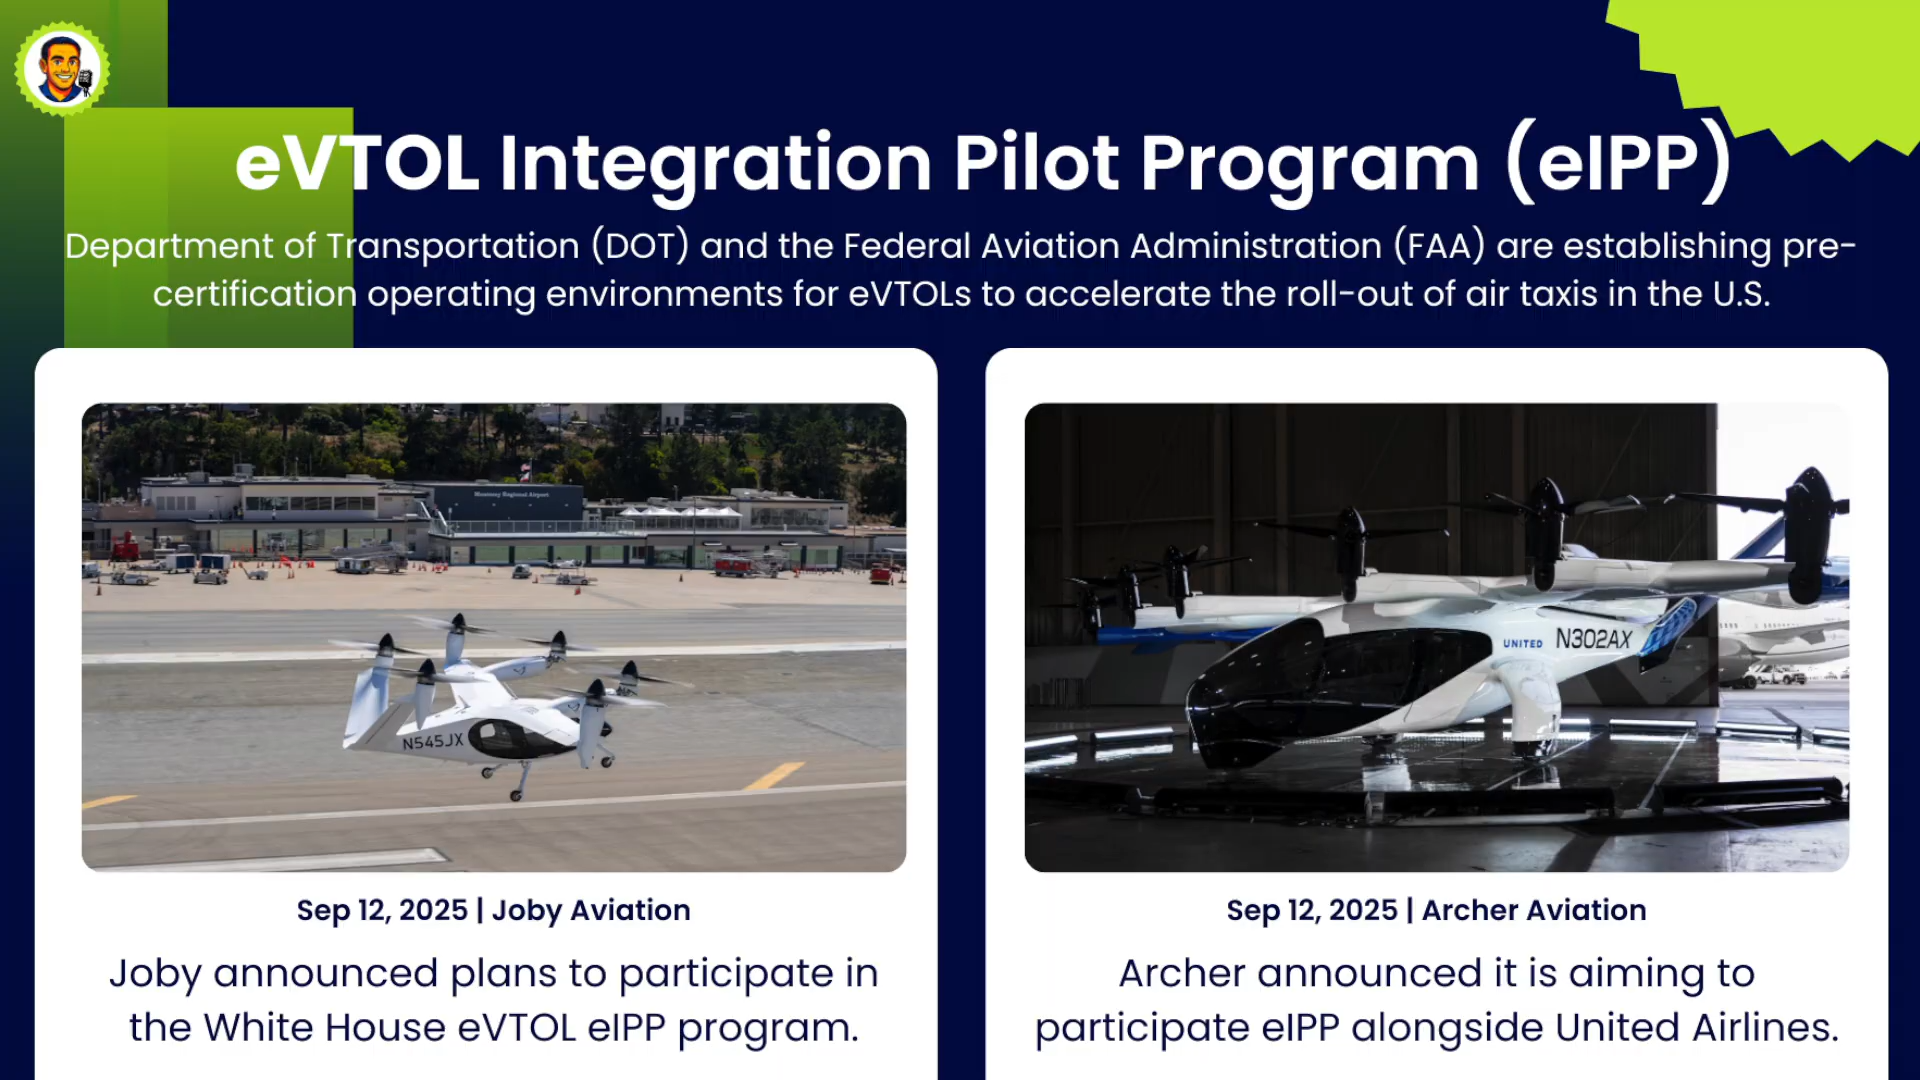 eVTOL Integration Pilot Program (eIPP)
Department of Transportation (DOT) and the Federal Aviation Administration (FAA) are establishing pre-
certification operating environments for eVTOLs to accelerate the roll-out of air taxis in the U.S.
Monterey Regional Airport
N545JX
Sep 12, 2025 | Joby Aviation
Joby announced plans to participate in
the White House eVTOL eIPP program.
UNITED N302AX
Sep 12, 2025 | Archer Aviation
Archer announced it is aiming to
participate eIPP alongside United Airlines.